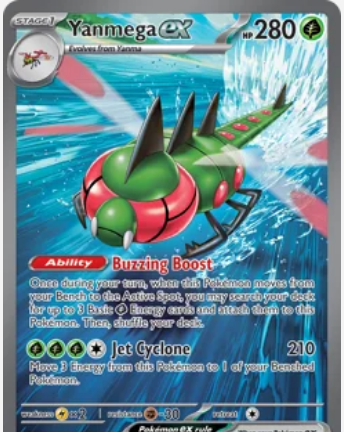 STAGE 1
Yanmega ex
HP 280
Evolves from Yanma
Ability Buzzing Boost
Once during your turn, when this Pokémon moves from
your Bench to the Active Spot, you may search your deck
for up to 3 Basic Energy cards and attach them to this
Pokémon. Then, shuffle your deck.
Jet Cyclone 210
Move 3 Energy from this Pokémon to 1 of your Benched
Pokémon.
weakness ×2 resistance -30 retreat
Pokémon ex rule